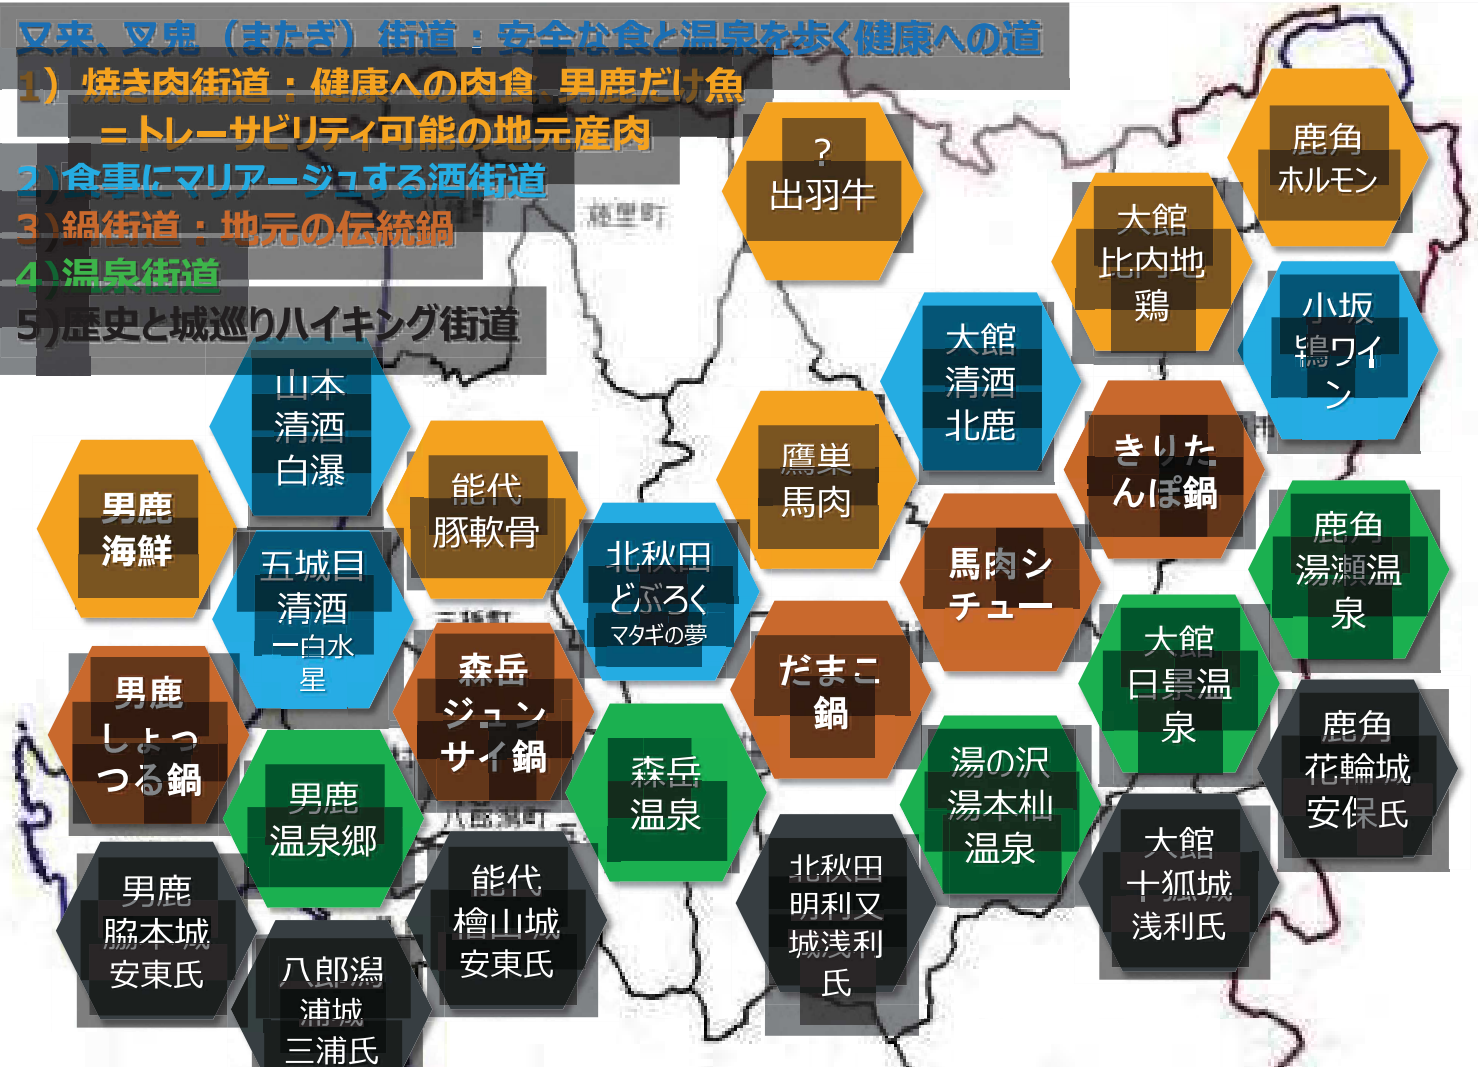 又来、叉鬼（またぎ）街道：安全な食と温泉を歩く健康への道
1）焼き肉街道：健康への肉食、男鹿だけ魚
＝トレーサビリティ可能の地元産肉
2)食事にマリアージュする酒街道
3)鍋街道：地元の伝統鍋
4)温泉街道
5)歴史と城巡りハイキング街道
藤里町
?
出羽牛
鹿角
ホルモン
大館
比内地
鶏
小坂
鴇ワイ
ン
大館
清酒
北鹿
山本
清酒
白瀑
鷹巣
馬肉
きりた
んぽ鍋
男鹿
海鮮
能代
豚軟骨
鹿角
湯瀬温
泉
五城目
清酒
一白水
星
北秋田
どぶろく
マタギの夢
馬肉シ
チュー
大館
日景温
泉
男鹿
しょっ
つる鍋
森岳
ジュン
サイ鍋
だまこ
鍋
鹿角
花輪城
安保氏
男鹿
温泉郷
森岳
温泉
湯の沢
湯本杣
温泉
大館
十狐城
浅利氏
男鹿
脇本城
安東氏
能代
檜山城
安東氏
北秋田
明利又
城浅利
氏
八郎潟
浦城
三浦氏